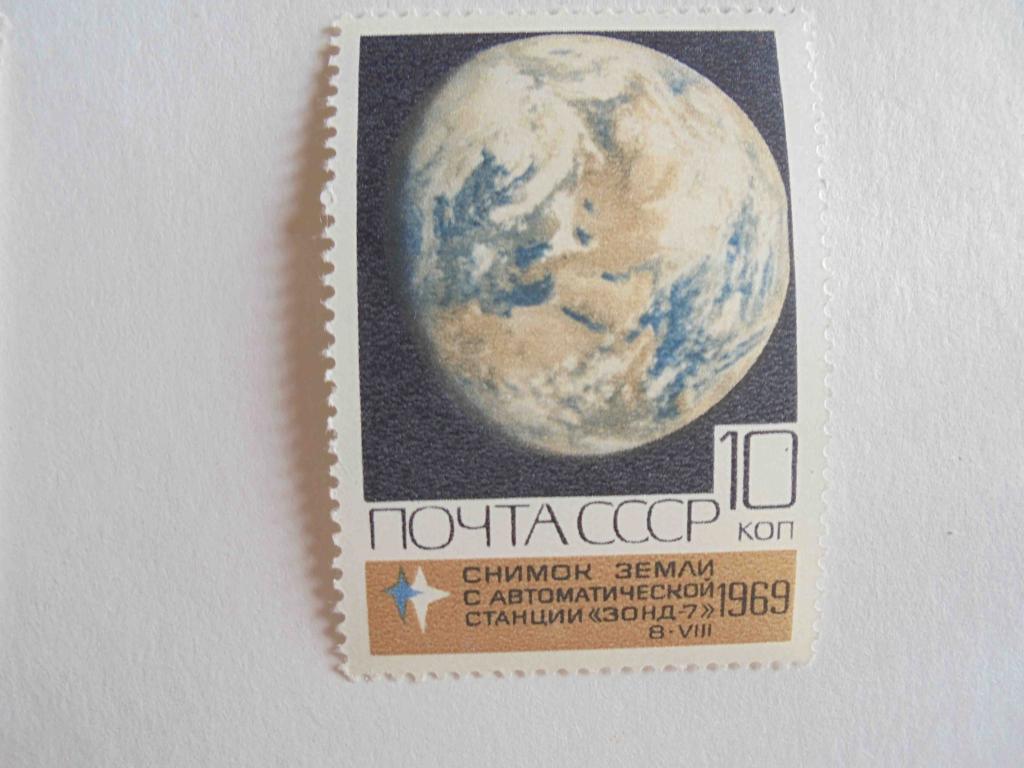 10
ПОЧТА СССР КОП
СНИМОК ЗЕМЛИ
С АВТОМАТИЧЕСКОЙ
СТАНЦИИ «ЗОНД-7» 1969
8·VIII